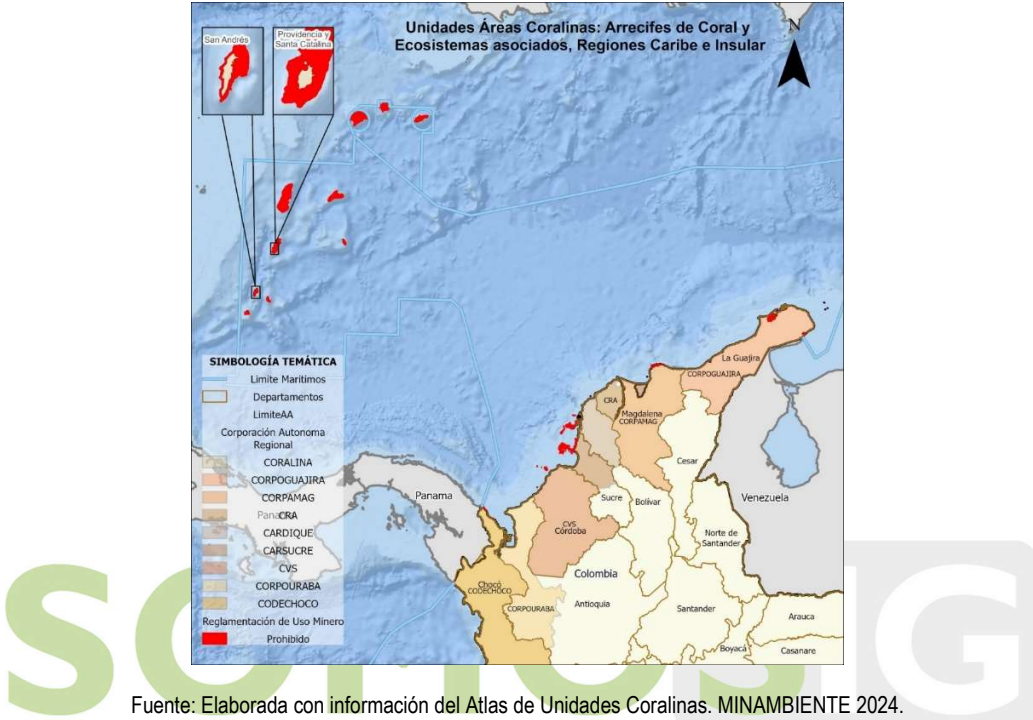 Unidades Áreas Coralinas: Arrecifes de Coral y
Ecosistemas asociados, Regiones Caribe e Insular
N
San Andrés
Providencia y
Santa Catalina
La Guajira
CORPOGUAJIRA
CRA
Magdalena
CORPAMAG
Cesar
Sucre
Bolívar
Venezuela
Panama
CVS
Córdoba
Norte de
Santander
Colombia
Chocó
CODECHOCO
CORPOURABA
Antioquia
Santander
Arauca
Boyacá
Casanare
SIMBOLOGÍA TEMÁTICA
Limite Maritimos
Departamentos
LimiteAA
Corporación Autonoma
Regional
CORALINA
CORPOGUAJIRA
CORPAMAG
CRA
CARDIQUE
CARSUCRE
CVS
CORPOURABA
CODECHOCO
Reglamentación de Uso Minero
Prohibido
SOMOSIG
Fuente: Elaborada con información del Atlas de Unidades Coralinas. MINAMBIENTE 2024.